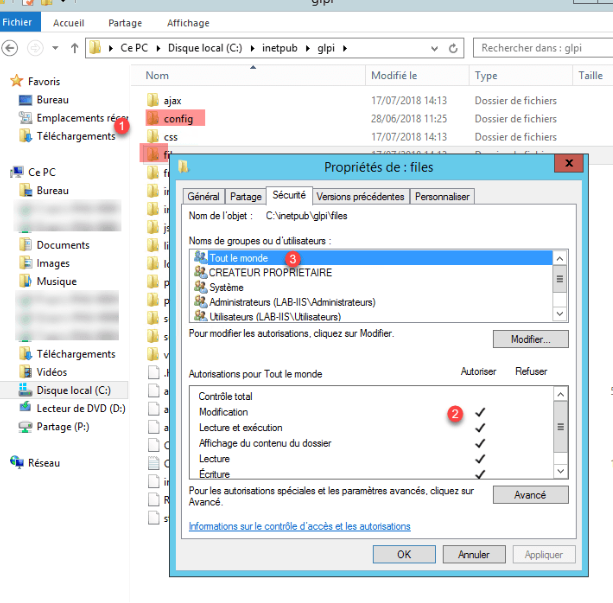 glpi
Fichier Accueil Partage Affichage
Ce PC Disque local (C:) inetpub glpi Rechercher dans : glpi
Nom Modifié le Type Taille
Favoris
Bureau
Emplacements réce
Téléchargements
1
Ce PC
Bureau
Documents
Images
Musique
Téléchargements
Vidéos
Disque local (C:)
Lecteur de DVD (D:)
Partage (P:)
Réseau
ajax 17/07/2018 14:13 Dossier de fichiers
config 28/06/2018 11:25 Dossier de fichiers
css 17/07/2018 14:13 Dossier de fichiers
Propriétés de : files
Général Partage Sécurité Versions précédentes Personnaliser
Nom de l'objet : C:\inetpub\glpi\files
Noms de groupes ou d'utilisateurs :
Tout le monde 3
CREATEUR PROPRIETAIRE
Système
Administrateurs (LAB-IIS\Administrateurs)
Utilisateurs (LAB-IIS\Utilisateurs)
Pour modifier les autorisations, cliquez sur Modifier.
Modifier...
Autorisations pour Tout le monde Autoriser Refuser
Contrôle total
Modification 2
Lecture et exécution
Affichage du contenu du dossier
Lecture
Écriture
Pour les autorisations spéciales et les paramètres avancés, cliquez sur
Avancé.
Avancé
Informations sur le contrôle d'accès et les autorisations
OK Annuler Appliquer